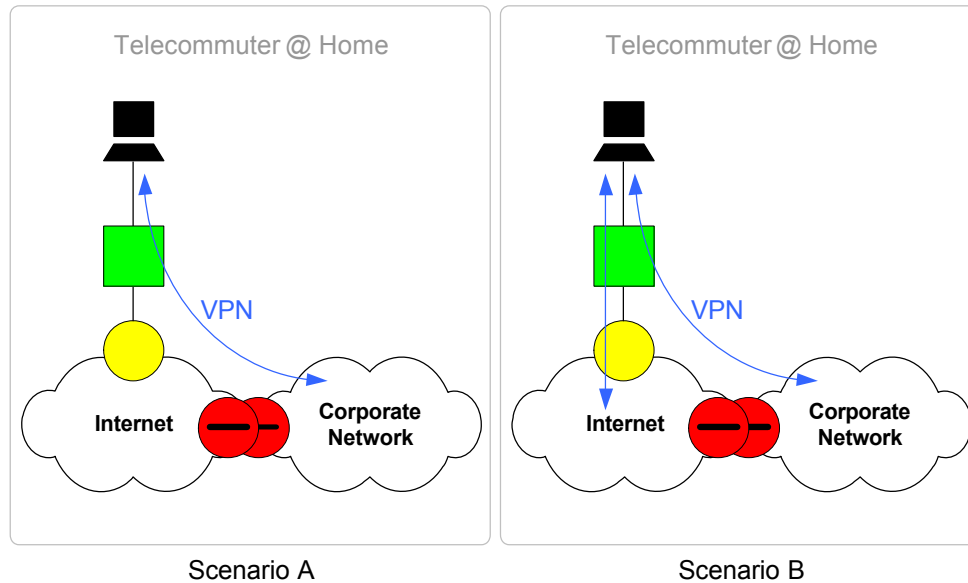 Telecommuter @ Home
VPN
Internet
Corporate
Network
Scenario A
Telecommuter @ Home
VPN
Internet
Corporate
Network
Scenario B